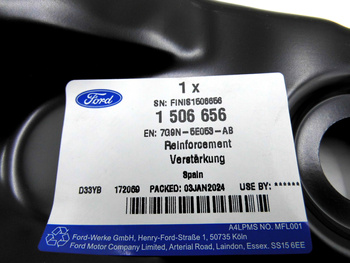 1 x
Ford
SN: FINIS1506656
1 506 656
EN: 7G9N-5E053-AB
Reinforcement
Verstärkung
Spain
D33YB 172069 PACKED: 03JAN2024 USE BY: ******
A4LPMS NO. MFL001
Ford-Werke GmbH, Henry-Ford-Straße 1, 50735 Köln
Ford Motor Company Limited, Arterial Road, Laindon, Essex, SS15 6EE